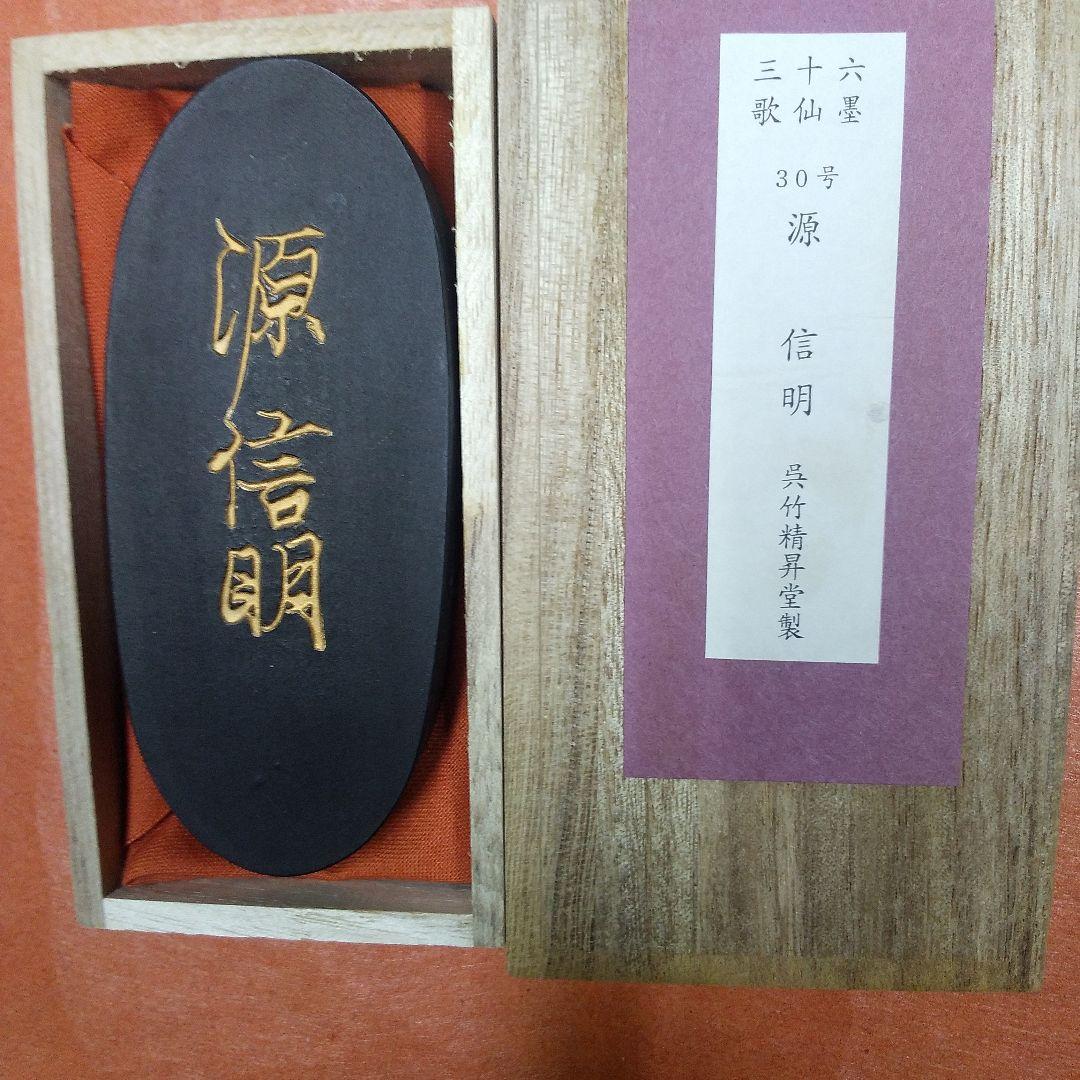 源信明
三十六
歌仙墨
30号
源 信明
呉竹精昇堂製